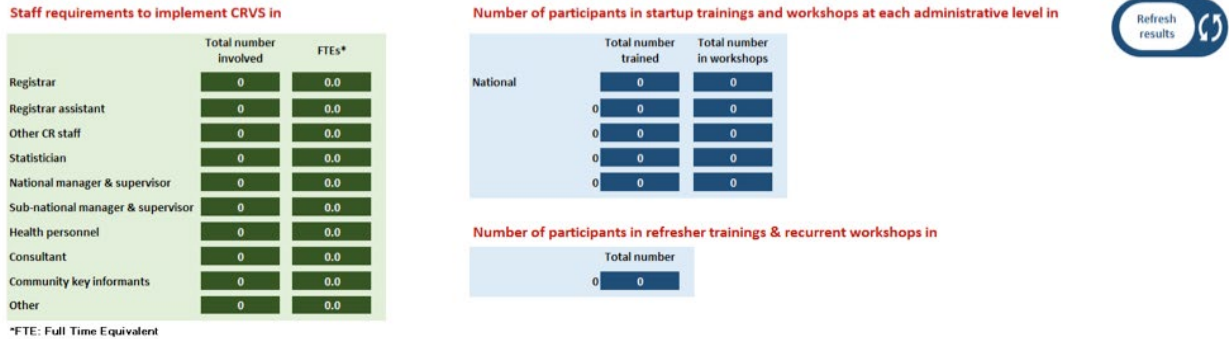 Staff requirements to implement CRVS in
Total number involved FTEs*
Registrar 0 0.0
Registrar assistant 0 0.0
Other CR staff 0 0.0
Statistician 0 0.0
National manager & supervisor 0 0.0
Sub-national manager & supervisor 0 0.0
Health personnel 0 0.0
Consultant 0 0.0
Community key informants 0 0.0
Other 0 0.0
*FTE: Full Time Equivalent
Number of participants in startup trainings and workshops at each administrative level in
Total number trained Total number in workshops
National 0 0
0 0 0
0 0 0
0 0 0
0 0 0
Number of participants in refresher trainings & recurrent workshops in
Total number
0 0
Refresh
results